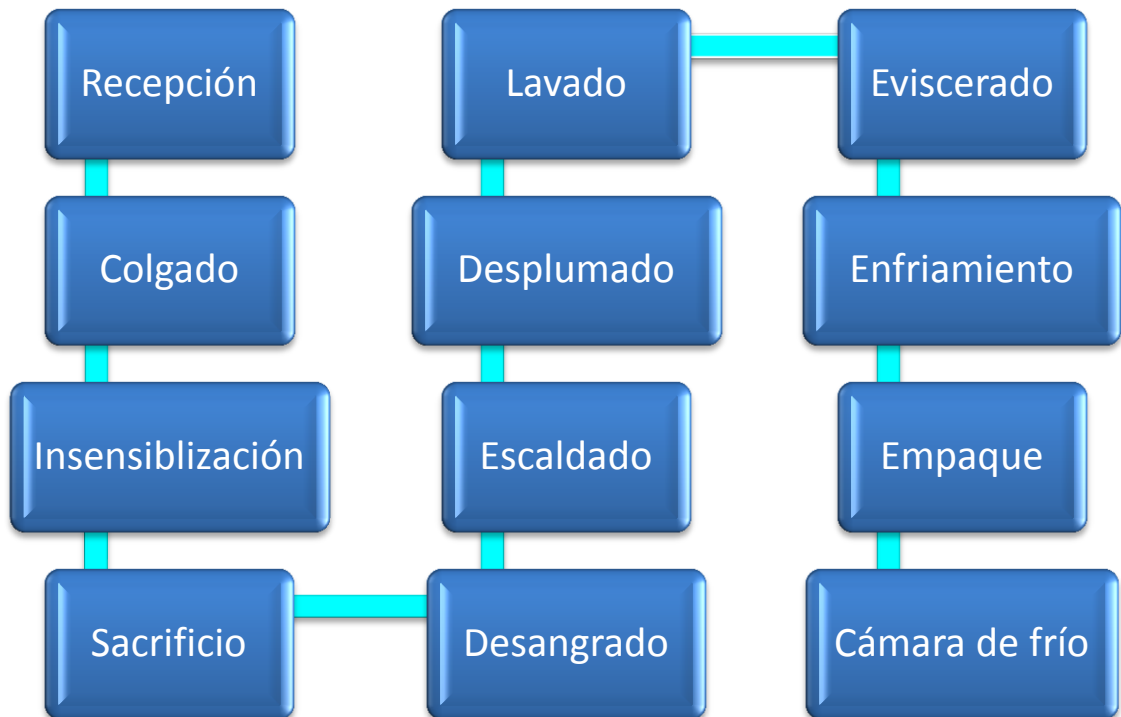 Recepción
Colgado
Insensiblización
Sacrificio
Desangrado
Escaldado
Desplumado
Lavado
Eviscerado
Enfriamiento
Empaque
Cámara de frío